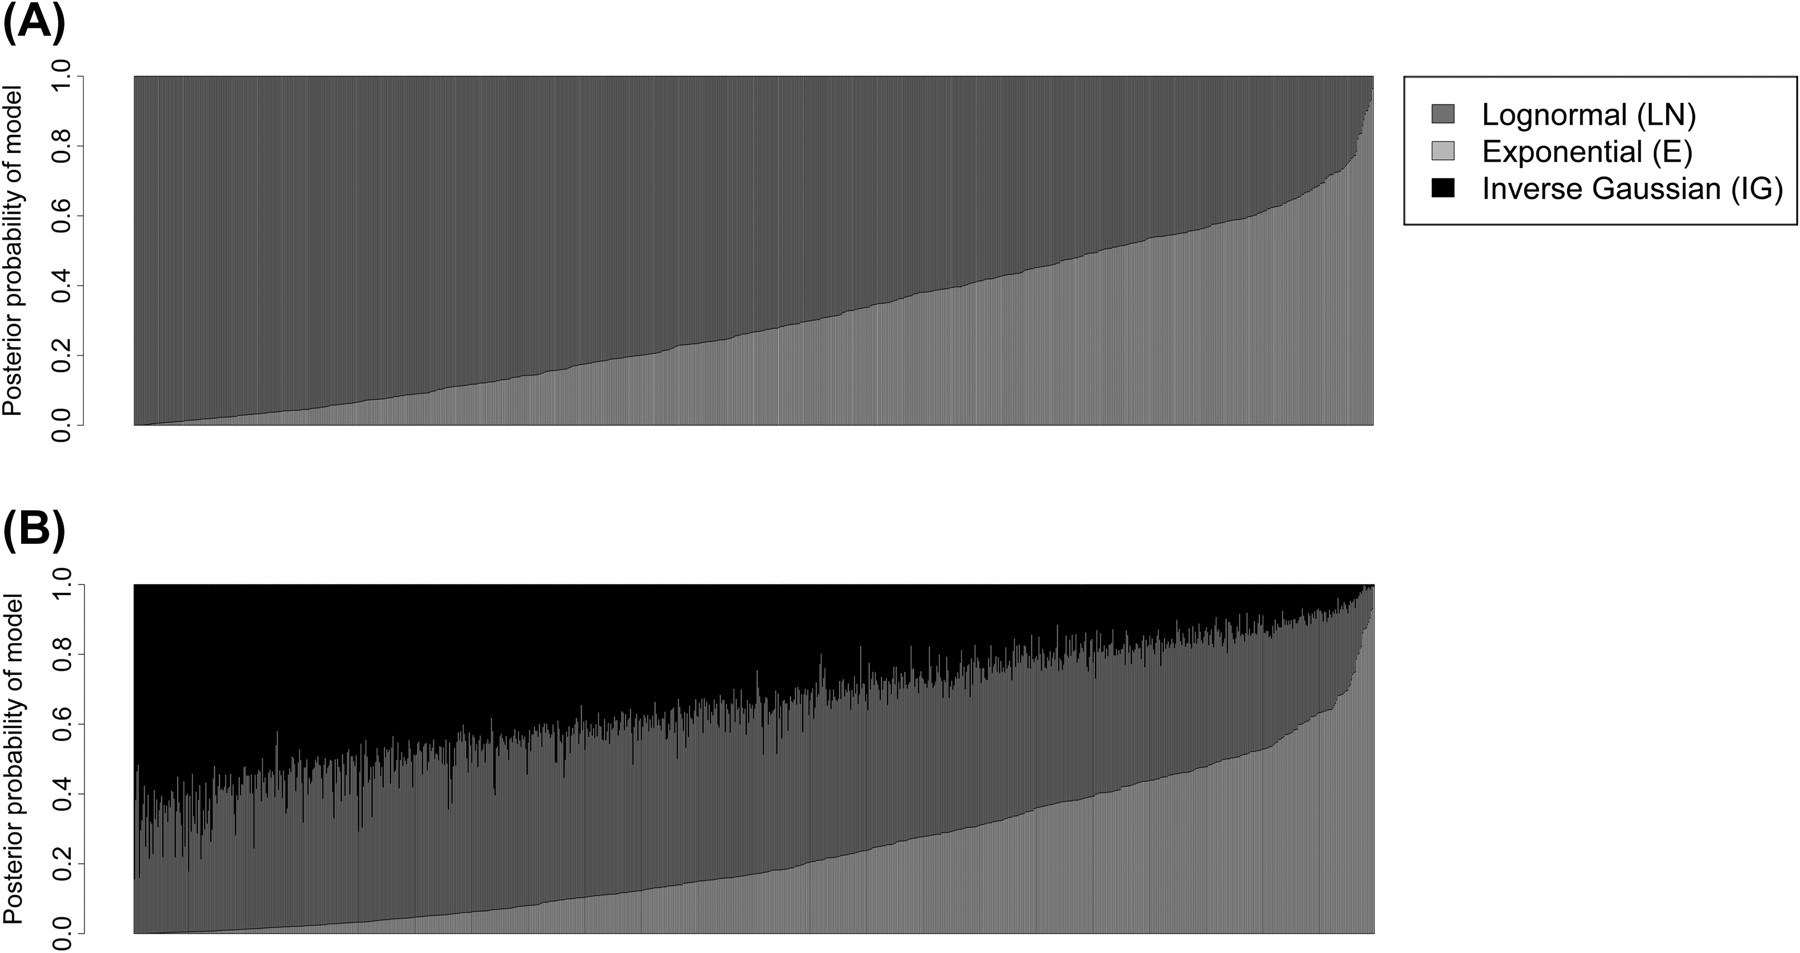 (A)
Posterior probability of model
0.0 0.2 0.4 0.6 0.8 1.0
Lognormal (LN)
Exponential (E)
Inverse Gaussian (IG)
(B)
Posterior probability of model
0.0 0.2 0.4 0.6 0.8 1.0